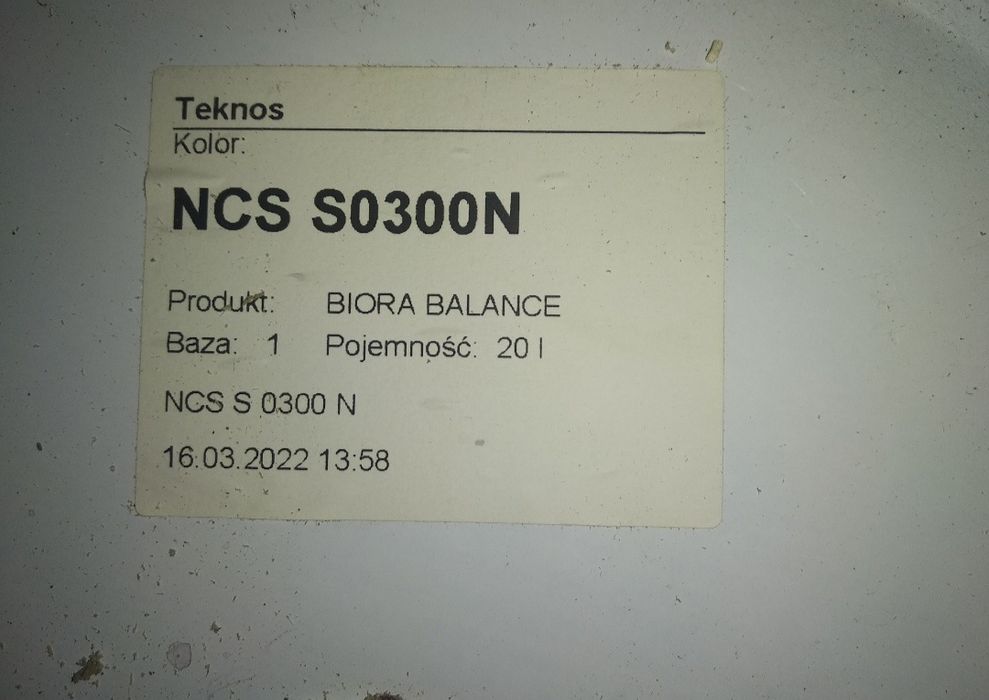 Teknos
Kolor:
NCS S0300N
Produkt: BIORA BALANCE
Baza: 1 Pojemność: 20 l
NCS S 0300 N
16.03.2022 13:58